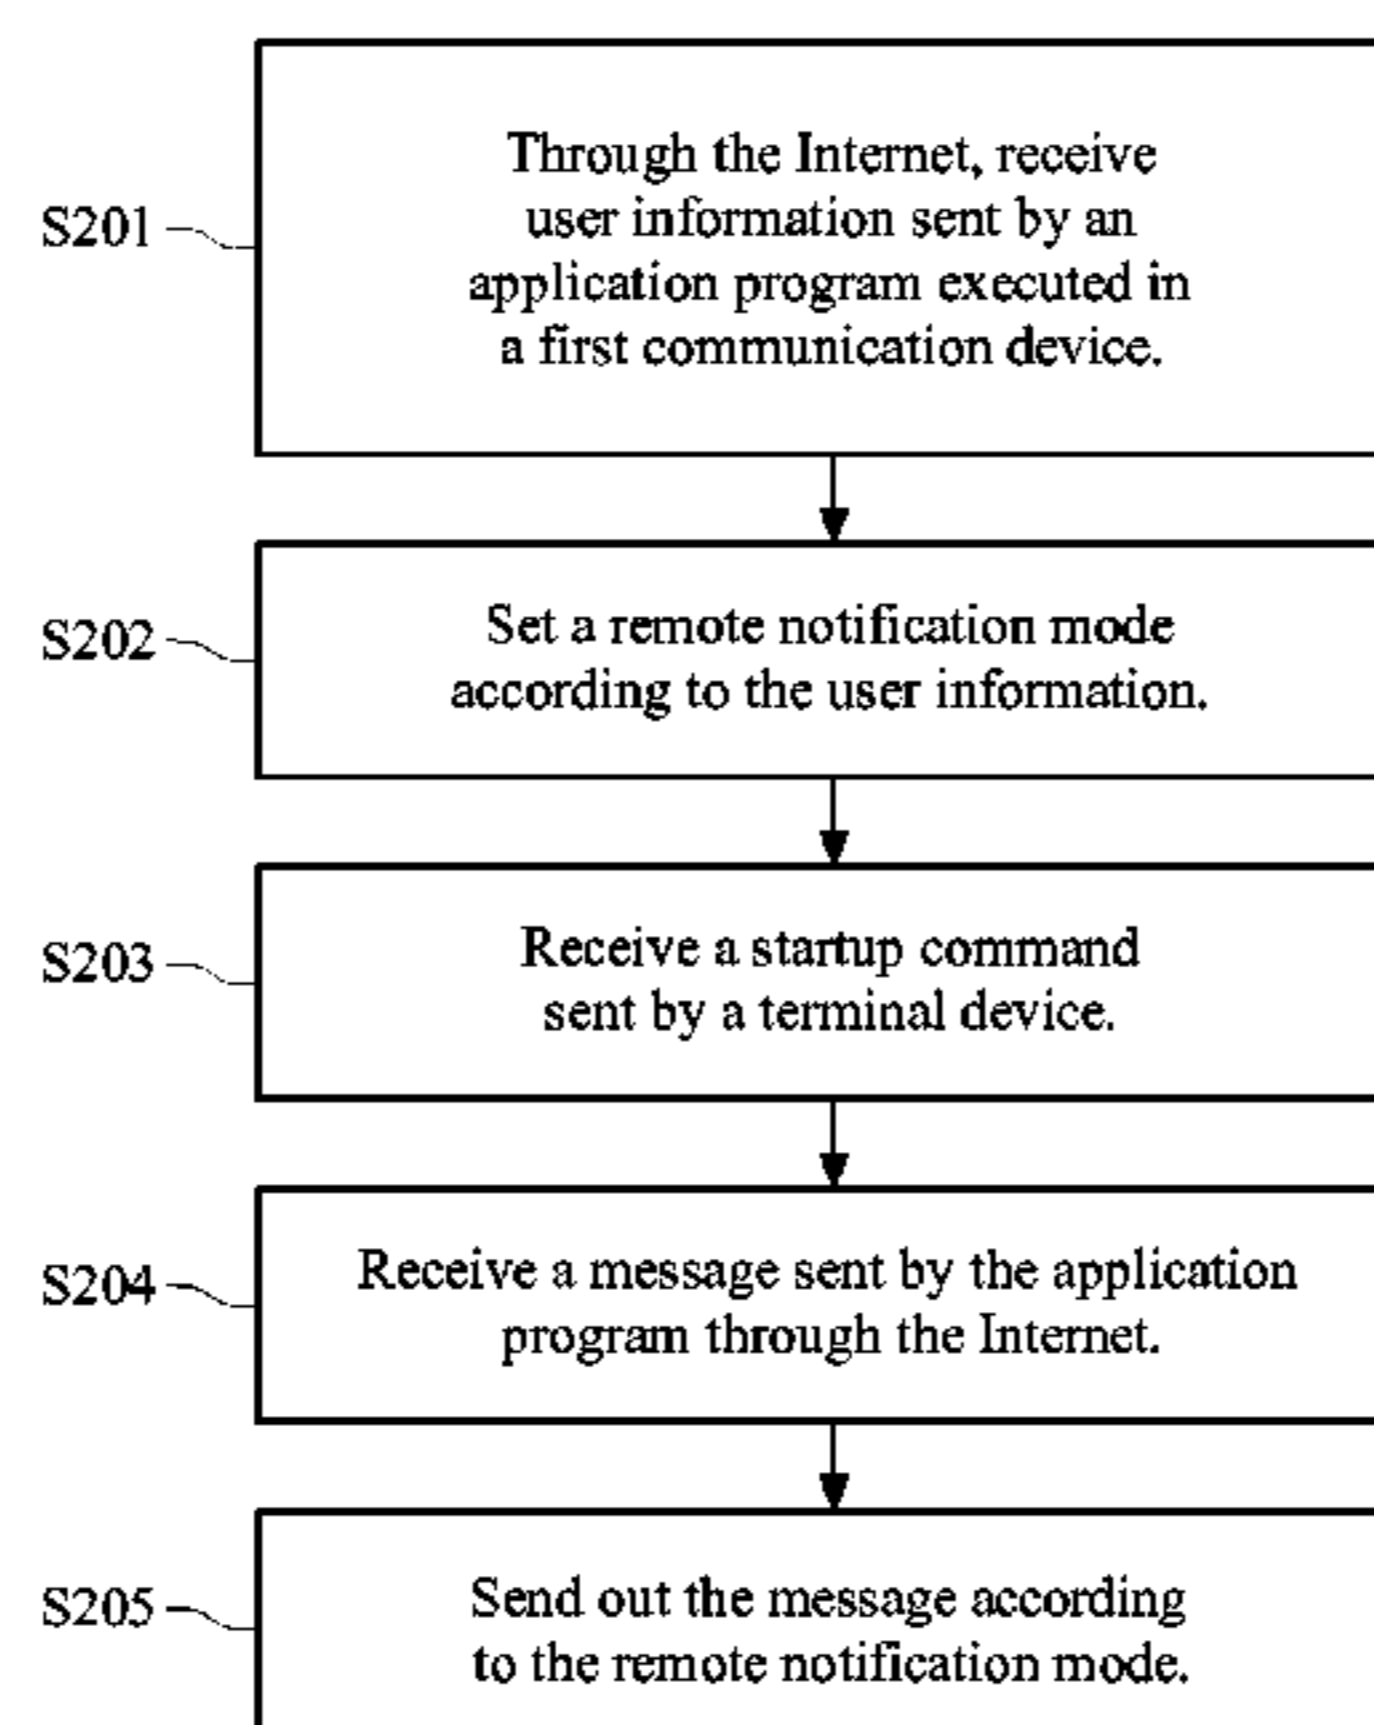 S201
Through the Internet, receive
user information sent by an
application program executed in
a first communication device.
S202
Set a remote notification mode
according to the user information.
S203
Receive a startup command
sent by a terminal device.
S204
Receive a message sent by the application
program through the Internet.
S205
Send out the message according
to the remote notification mode.